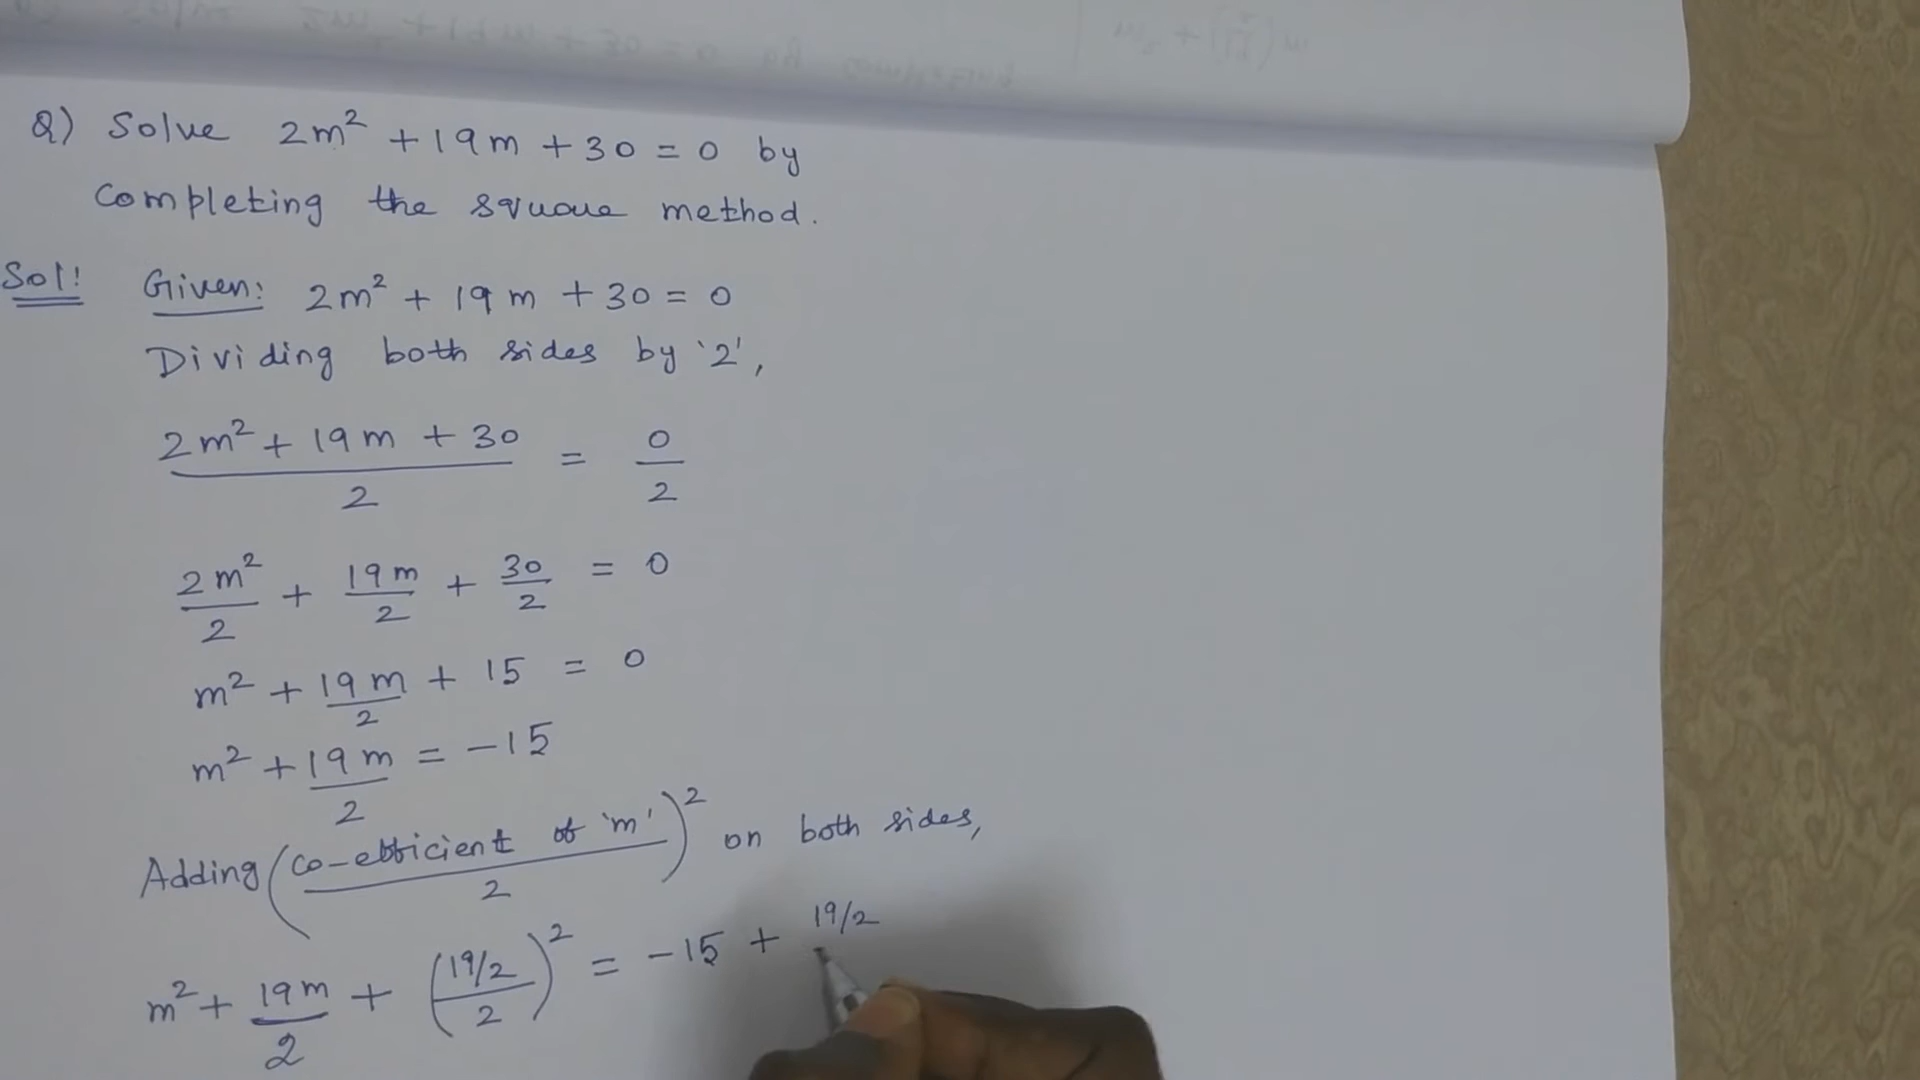 Q) Solve 2m² + 19m + 30 = 0 by
completing the square method.
Sol: Given: 2m² + 19m + 30 = 0
Dividing both sides by '2',
(2m² + 19m + 30)/2 = 0/2
2m²/2 + 19m/2 + 30/2 = 0
m² + 19m/2 + 15 = 0
m² + 19m/2 = -15
Adding (co-efficient of 'm'/2)² on both sides,
m² + 19m/2 + ((19/2)/2)² = -15 + 19/2